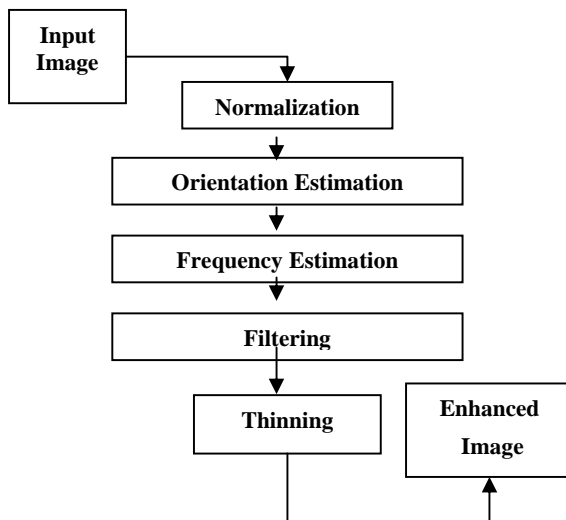 Input
Image
Normalization
Orientation Estimation
Frequency Estimation
Filtering
Thinning
Enhanced
Image